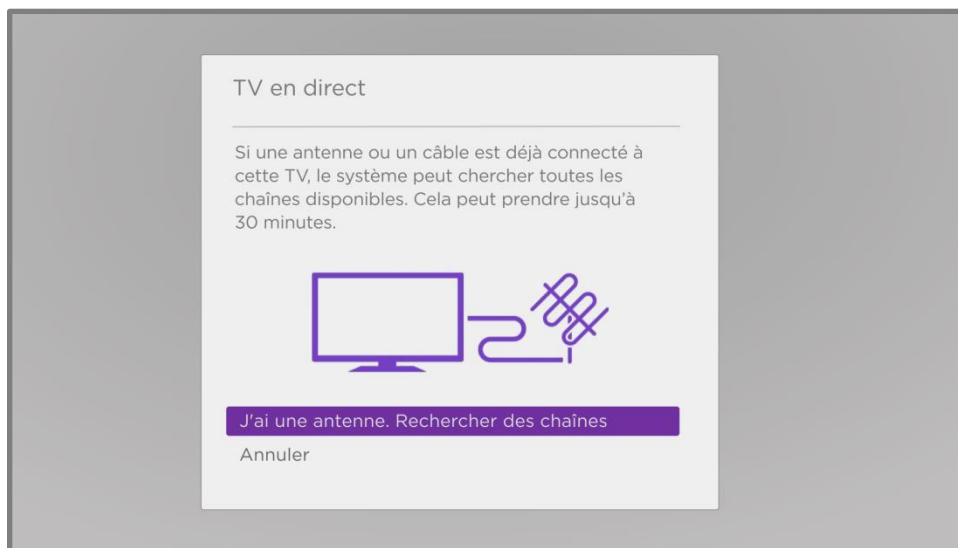 TV en direct
Si une antenne ou un câble est déjà connecté à
cette TV, le système peut chercher toutes les
chaînes disponibles. Cela peut prendre jusqu'à
30 minutes.
J'ai une antenne. Rechercher des chaînes
Annuler